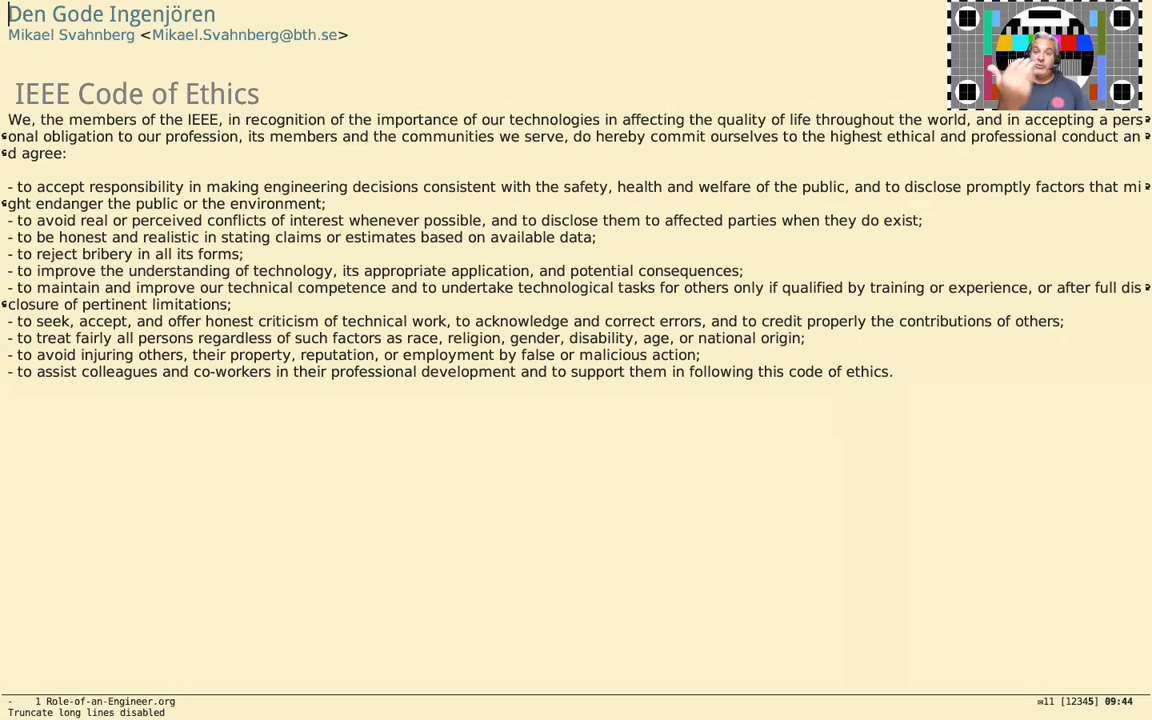 Den Gode Ingenjören
Mikael Svahnberg <Mikael.Svahnberg@bth.se>
IEEE Code of Ethics
We, the members of the IEEE, in recognition of the importance of our technologies in affecting the quality of life throughout the world, and in accepting a pers
onal obligation to our profession, its members and the communities we serve, do hereby commit ourselves to the highest ethical and professional conduct an
d agree:
- to accept responsibility in making engineering decisions consistent with the safety, health and welfare of the public, and to disclose promptly factors that mi
ght endanger the public or the environment;
- to avoid real or perceived conflicts of interest whenever possible, and to disclose them to affected parties when they do exist;
- to be honest and realistic in stating claims or estimates based on available data;
- to reject bribery in all its forms;
- to improve the understanding of technology, its appropriate application, and potential consequences;
- to maintain and improve our technical competence and to undertake technological tasks for others only if qualified by training or experience, or after full dis
closure of pertinent limitations;
- to seek, accept, and offer honest criticism of technical work, to acknowledge and correct errors, and to credit properly the contributions of others;
- to treat fairly all persons regardless of such factors as race, religion, gender, disability, age, or national origin;
- to avoid injuring others, their property, reputation, or employment by false or malicious action;
- to assist colleagues and co-workers in their professional development and to support them in following this code of ethics.
- 1 Role-of-an-Engineer.org ✉11 [12345] 09:44
Truncate long lines disabled